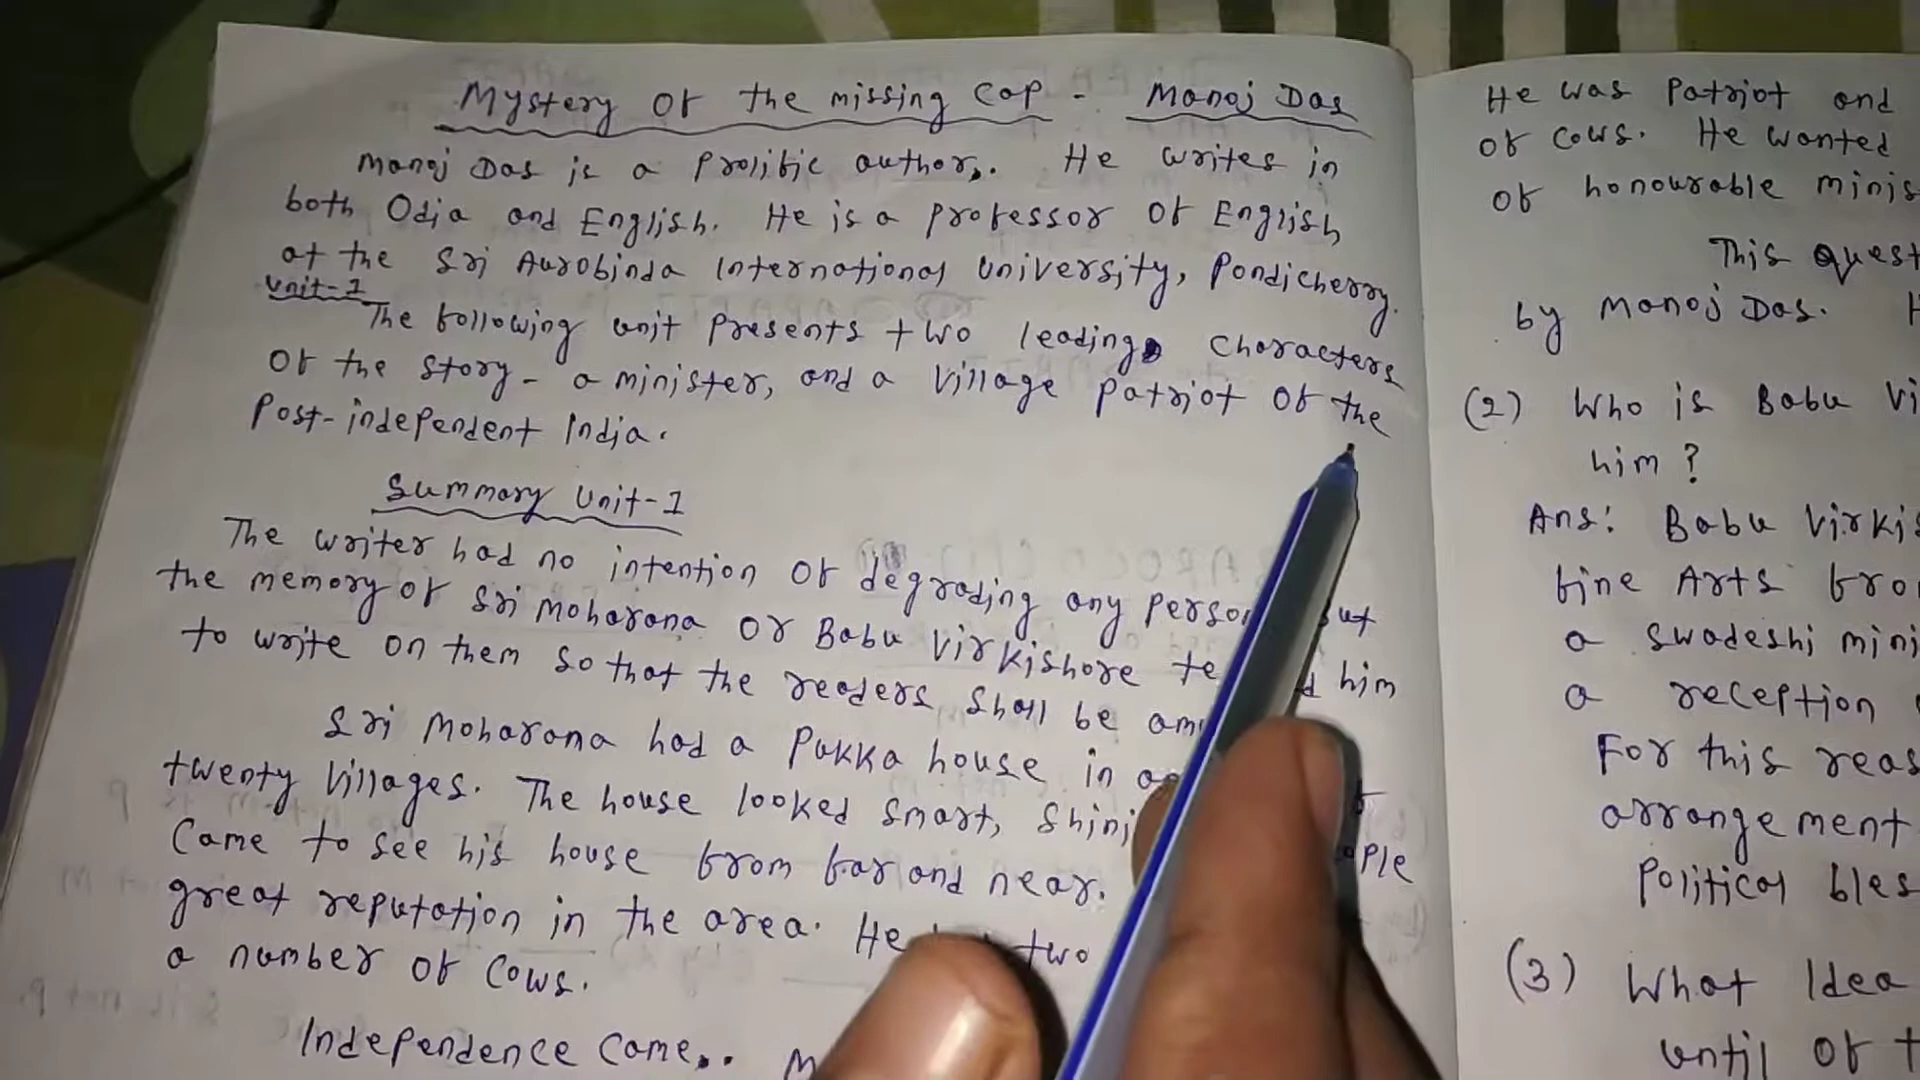 Mystery of the missing Cap - Manoj Das
Manoj Das is a Prolific author,. He writes in
both Odia and English. He is a professor of English
at the Sri Aurobinda International University, Pondicherry.
Unit-1
The following unit presents two leading characters
of the story - a minister, and a village patriot of the
Post-independent India.
Summary Unit-1
The writer had no intention of degrading any
the memory of Sri Moharana or Babu Virkishore him
to write on them so that the readers shall be
Sri Moharana had a Pukka house in
twenty villages. The house looked smart,
Came to see his house from far and near.
great reputation in the area. He two
a number of Cows.
Independence Came..
He was Patriot and
of cows. He wanted
of honourable
This
by Manoj Das.
(2) Who is Babu
him?
Ans: Babu
fine Arts
a Swadeshi
a reception
For this
arrangement
Political
(3) What Idea
until of